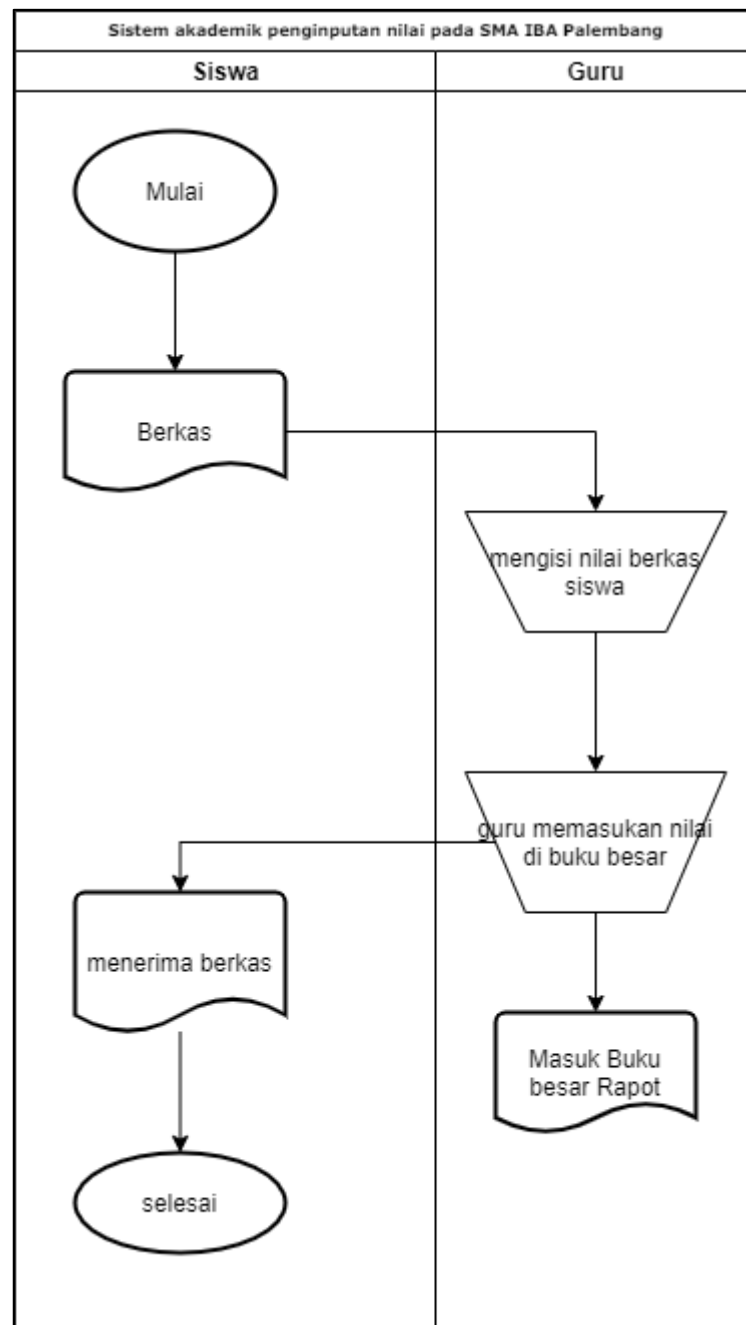 Sistem akademik penginputan nilai pada SMA IBA Palembang
Siswa
Guru
Mulai
Berkas
mengisi nilai berkas
siswa
guru memasukan nilai
di buku besar
menerima berkas
Masuk Buku
besar Rapot
selesai